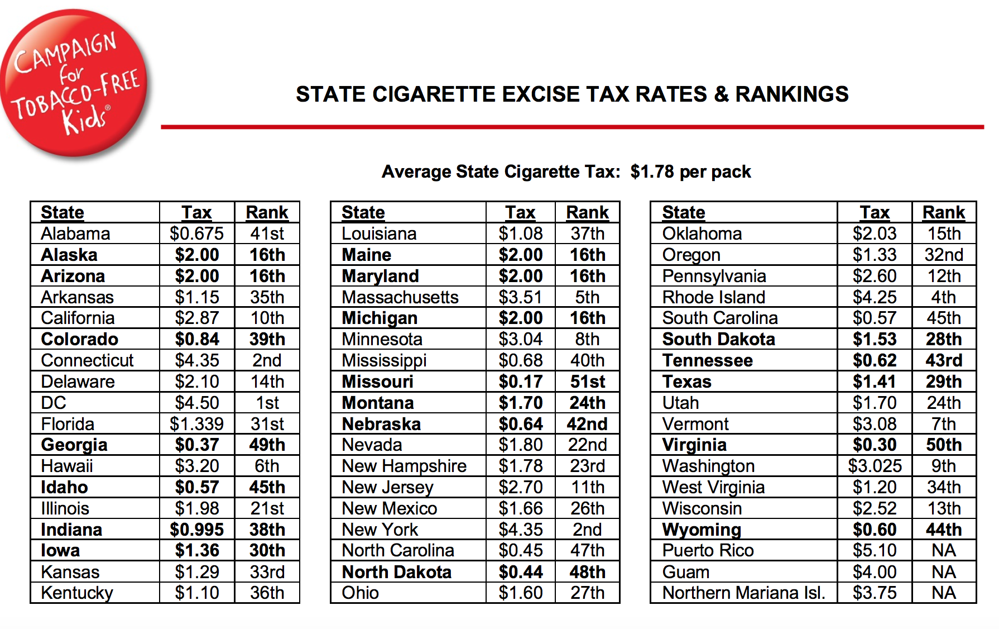 CAMPAIGN
for
TOBACCO-FREE
Kids®
STATE CIGARETTE EXCISE TAX RATES & RANKINGS
Average State Cigarette Tax: $1.78 per pack
State Tax Rank
Alabama $0.675 41st
Alaska $2.00 16th
Arizona $2.00 16th
Arkansas $1.15 35th
California $2.87 10th
Colorado $0.84 39th
Connecticut $4.35 2nd
Delaware $2.10 14th
DC $4.50 1st
Florida $1.339 31st
Georgia $0.37 49th
Hawaii $3.20 6th
Idaho $0.57 45th
Illinois $1.98 21st
Indiana $0.995 38th
Iowa $1.36 30th
Kansas $1.29 33rd
Kentucky $1.10 36th
State Tax Rank
Louisiana $1.08 37th
Maine $2.00 16th
Maryland $2.00 16th
Massachusetts $3.51 5th
Michigan $2.00 16th
Minnesota $3.04 8th
Mississippi $0.68 40th
Missouri $0.17 51st
Montana $1.70 24th
Nebraska $0.64 42nd
Nevada $1.80 22nd
New Hampshire $1.78 23rd
New Jersey $2.70 11th
New Mexico $1.66 26th
New York $4.35 2nd
North Carolina $0.45 47th
North Dakota $0.44 48th
Ohio $1.60 27th
State Tax Rank
Oklahoma $2.03 15th
Oregon $1.33 32nd
Pennsylvania $2.60 12th
Rhode Island $4.25 4th
South Carolina $0.57 45th
South Dakota $1.53 28th
Tennessee $0.62 43rd
Texas $1.41 29th
Utah $1.70 24th
Vermont $3.08 7th
Virginia $0.30 50th
Washington $3.025 9th
West Virginia $1.20 34th
Wisconsin $2.52 13th
Wyoming $0.60 44th
Puerto Rico $5.10 NA
Guam $4.00 NA
Northern Mariana Isl. $3.75 NA